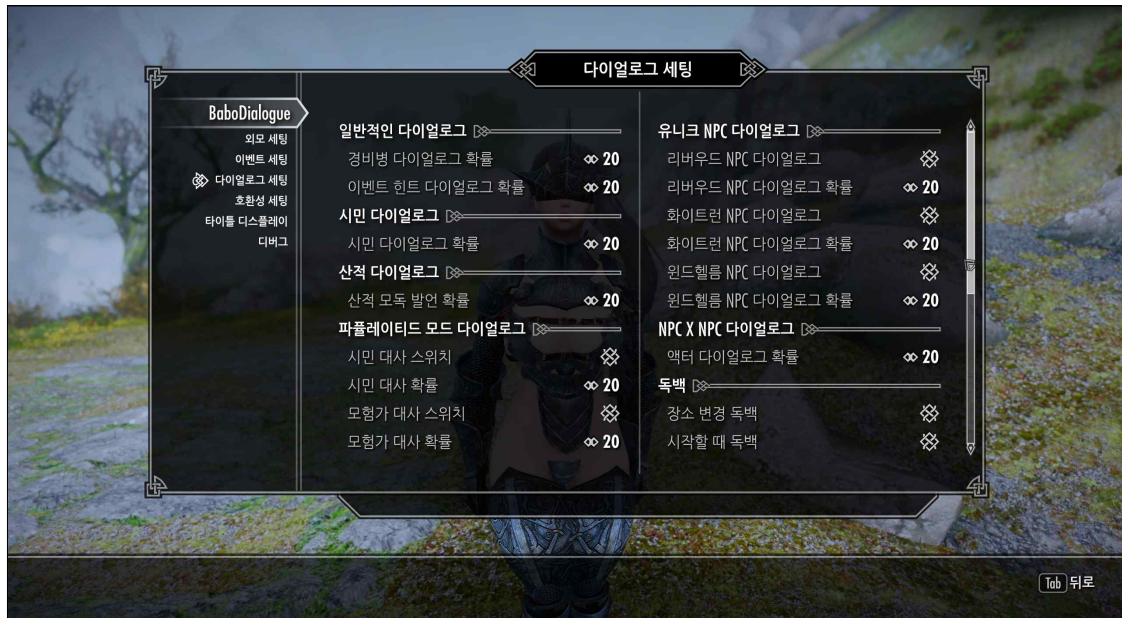 다이얼로그 세팅
BaboDialogue
외모 세팅
이벤트 세팅
다이얼로그 세팅
호환성 세팅
타이틀 디스플레이
디버그
일반적인 다이얼로그
경비병 다이얼로그 확률 20
이벤트 힌트 다이얼로그 확률 20
시민 다이얼로그
시민 다이얼로그 확률 20
산적 다이얼로그
산적 모독 발언 확률 20
파퓰레이티드 모드 다이얼로그
시민 대사 스위치
시민 대사 확률 20
모험가 대사 스위치
모험가 대사 확률 20
유니크 NPC 다이얼로그
리버우드 NPC 다이얼로그
리버우드 NPC 다이얼로그 확률 20
화이트런 NPC 다이얼로그
화이트런 NPC 다이얼로그 확률 20
윈드헬름 NPC 다이얼로그
윈드헬름 NPC 다이얼로그 확률 20
NPC X NPC 다이얼로그
액터 다이얼로그 확률 20
독백
장소 변경 독백
시작할 때 독백
Tab 뒤로